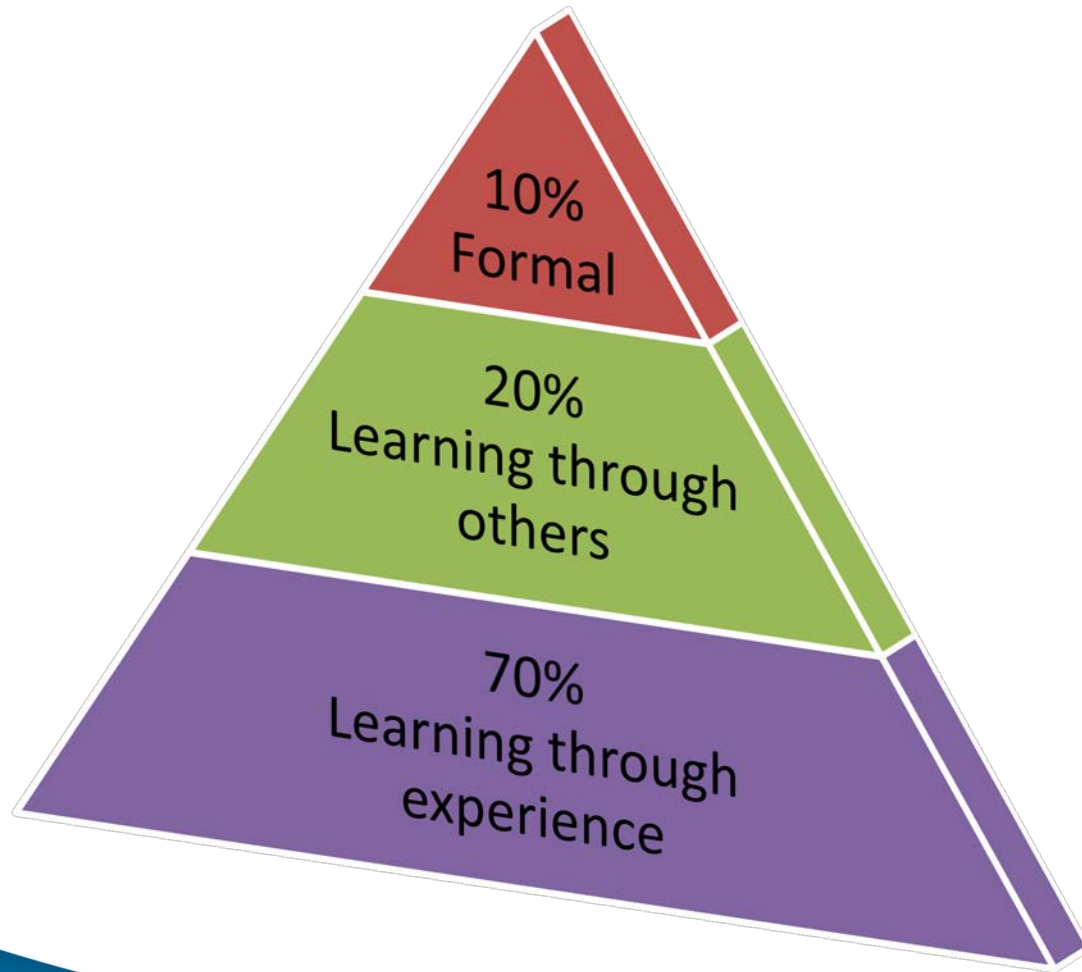 10%
Formal
20%
Learning through
others
70%
Learning through
experience